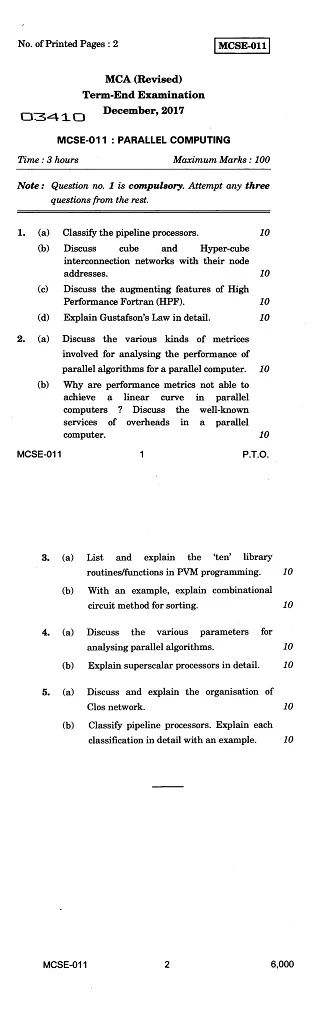 No. of Printed Pages : 2 MCSE-011
MCA (Revised)
Term-End Examination
03410 December, 2017
MCSE-011 : PARALLEL COMPUTING
Time : 3 hours Maximum Marks : 100
Note : Question no. 1 is compulsory. Attempt any three
questions from the rest.
1. (a) Classify the pipeline processors. 10
(b) Discuss cube and Hyper-cube
interconnection networks with their node
addresses. 10
(c) Discuss the augmenting features of High
Performance Fortran (HPF). 10
(d) Explain Gustafson's Law in detail. 10
2. (a) Discuss the various kinds of metrices
involved for analysing the performance of
parallel algorithms for a parallel computer. 10
(b) Why are performance metrics not able to
achieve a linear curve in parallel
computers ? Discuss the well-known
services of overheads in a parallel
computer. 10
MCSE-011 1 P.T.O.
3. (a) List and explain the 'ten' library
routines/functions in PVM programming. 10
(b) With an example, explain combinational
circuit method for sorting. 10
4. (a) Discuss the various parameters for
analysing parallel algorithms. 10
(b) Explain superscalar processors in detail. 10
5. (a) Discuss and explain the organisation of
Clos network. 10
(b) Classify pipeline processors. Explain each
classification in detail with an example. 10
MCSE-011 2 6,000